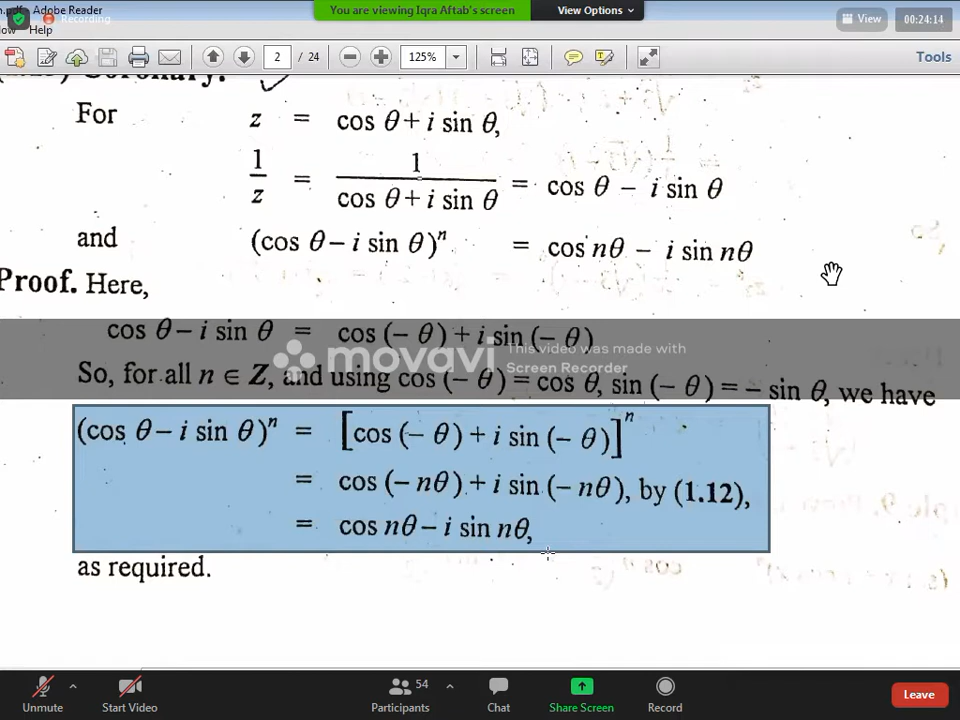 Adobe Reader
You are viewing Iqra Aftab's screen
View Options
Recording
Help
View
00:24:14
2 / 24
125%
Tools
Corollary.
For z = cos θ + i sin θ,
1/z = 1/(cos θ + i sin θ) = cos θ − i sin θ
and (cos θ − i sin θ)ⁿ = cos nθ − i sin nθ
Proof. Here,
cos θ − i sin θ = cos (− θ) + i sin (− θ)
movavi
This video was made with
Screen Recorder
So, for all n ∈ Z, and using cos (− θ) = cos θ, sin (− θ) = − sin θ, we have
(cos θ − i sin θ)ⁿ = [cos (− θ) + i sin (− θ)]ⁿ
= cos (− nθ) + i sin (− nθ), by (1.12),
= cos nθ − i sin nθ,
as required.
Unmute
Start Video
54
Participants
Chat
Share Screen
Record
Leave